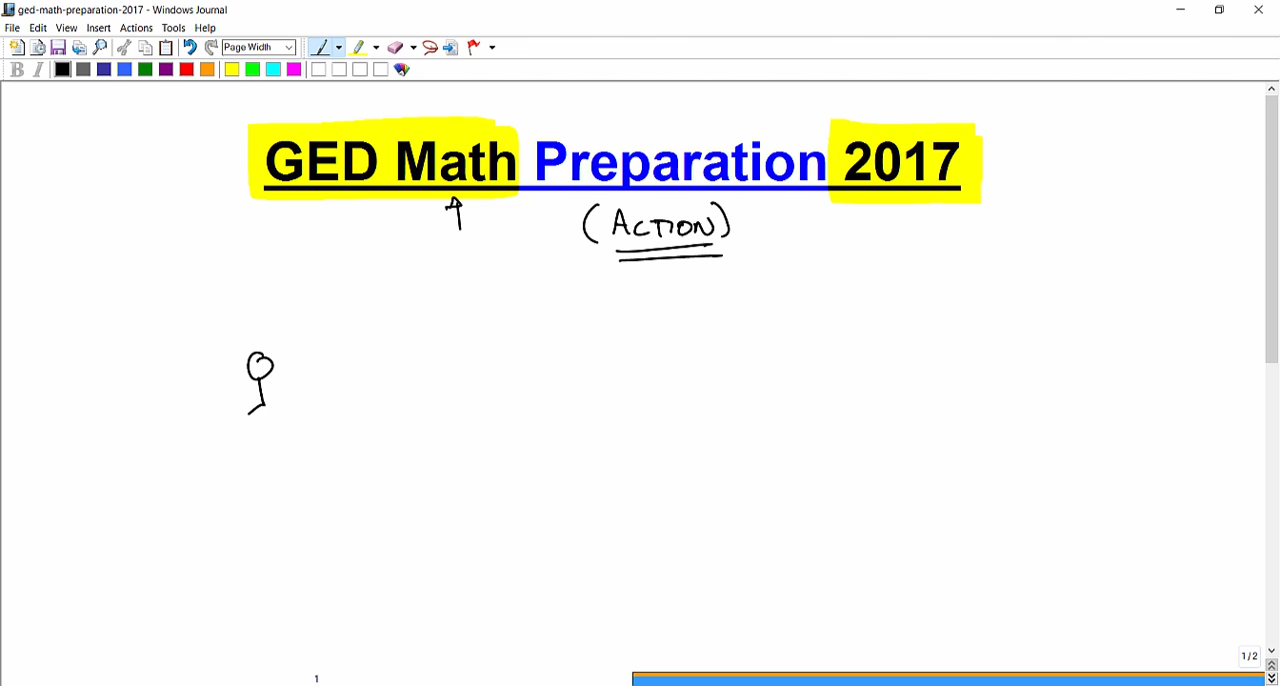 ged-math-preparation-2017 - Windows Journal
File Edit View Insert Actions Tools Help
Page Width
B I
GED Math Preparation 2017
(ACTION)
1/2
1